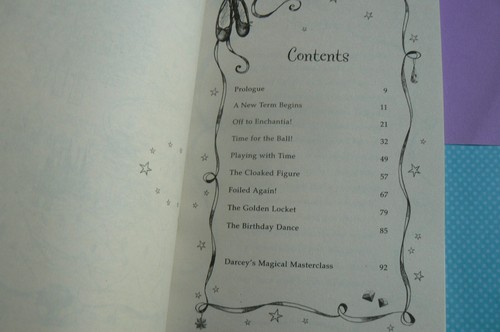 Contents
Prologue 9
A New Term Begins 11
Off to Enchantia! 21
Time for the Ball! 32
Playing with Time 49
The Cloaked Figure 57
Foiled Again! 67
The Golden Locket 79
The Birthday Dance 85
Darcey's Magical Masterclass 92